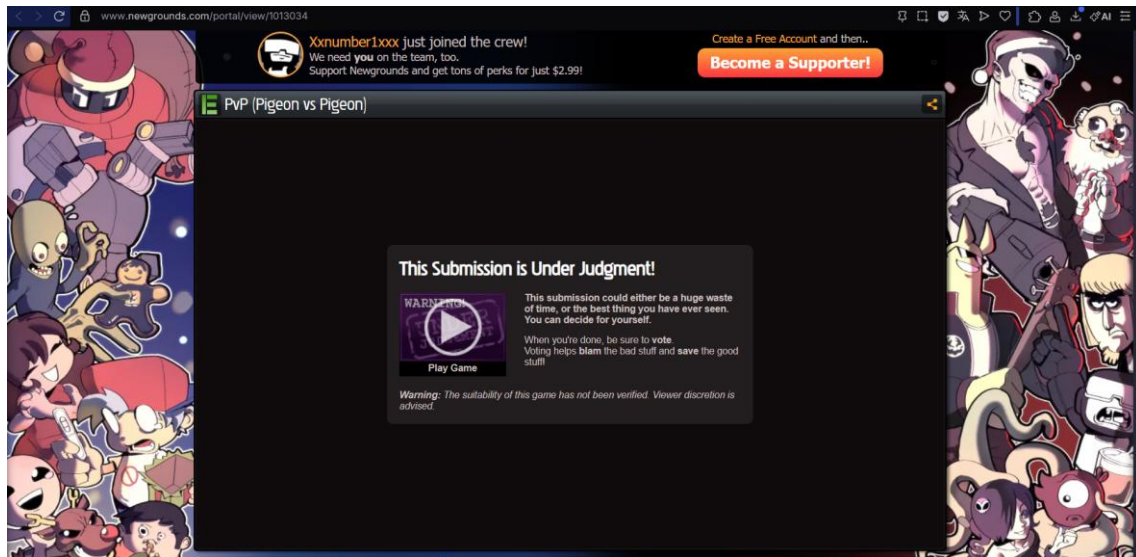 www.newgrounds.com/portal/view/1013034
AI
Xxnumber1xxx just joined the crew!
We need you on the team, too.
Support Newgrounds and get tons of perks for just $2.99!
Create a Free Account and then..
Become a Supporter!
E PvP (Pigeon vs Pigeon)
This Submission is Under Judgment!
WARNING!
Play Game
This submission could either be a huge waste
of time, or the best thing you have ever seen.
You can decide for yourself.
When you're done, be sure to vote.
Voting helps blam the bad stuff and save the good
stuff!
Warning: The suitability of this game has not been verified. Viewer discretion is
advised.